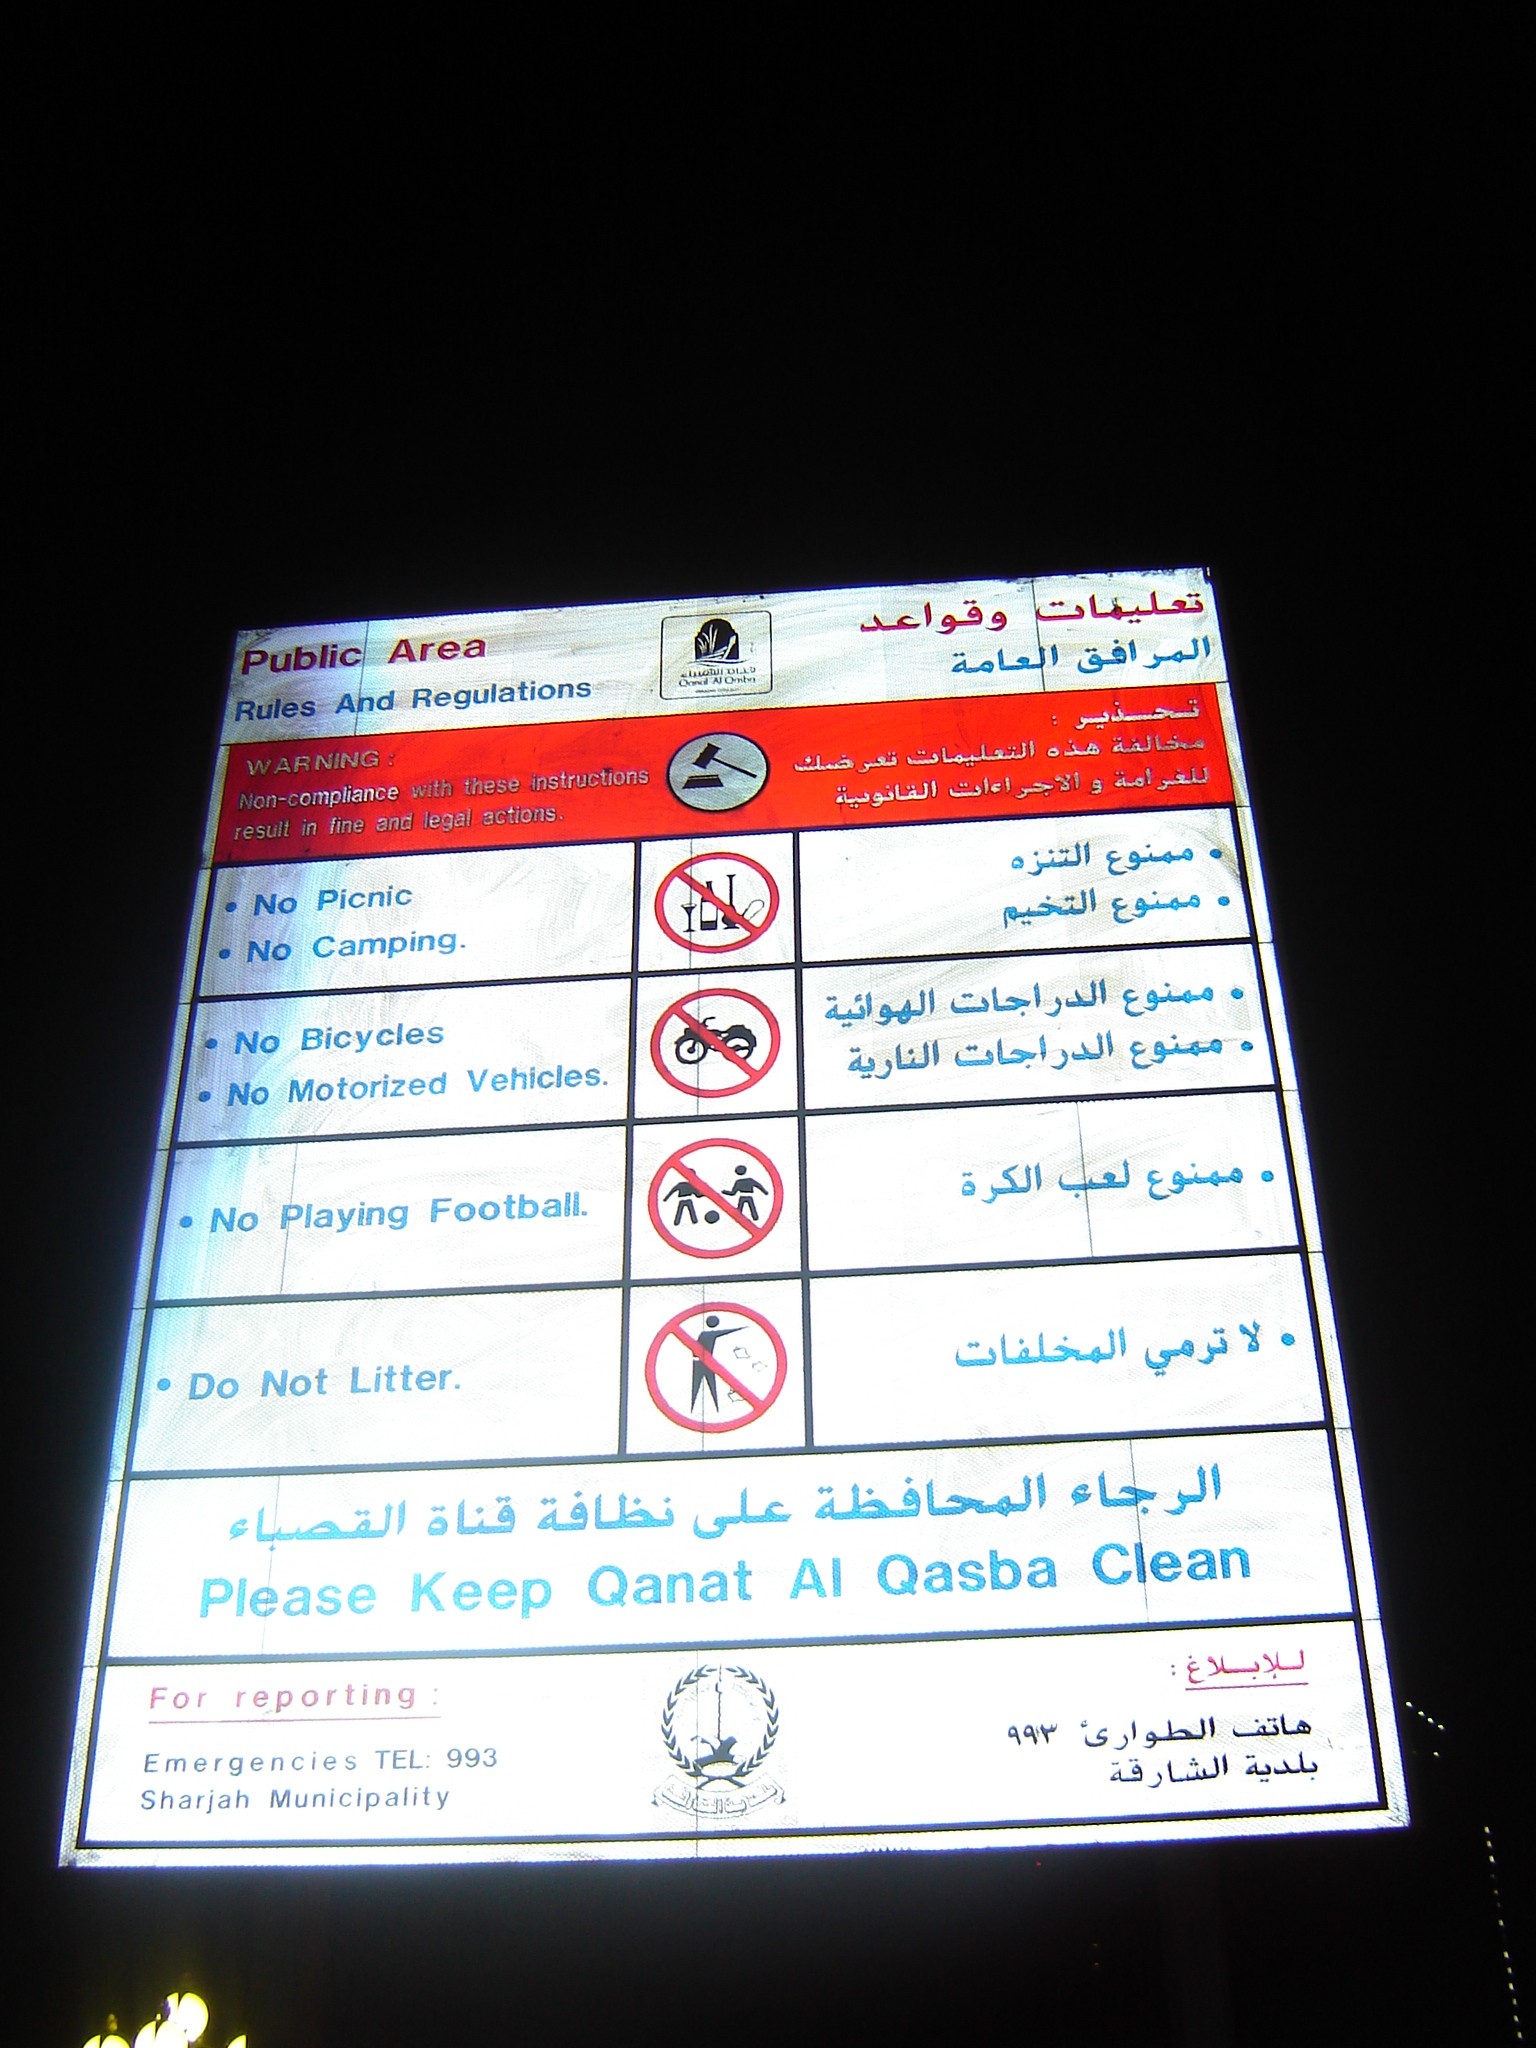 Public Area
Rules And Regulations
قناة القصباء
Qanat Al Qasba
تعليمات وقواعد
المرافق العامة
WARNING :
Non-compliance with these instructions
result in fine and legal actions.
تحذير :
مخالفة هذه التعليمات تعرضك
للغرامة و الاجراءات القانونية
• No Picnic
• No Camping.
• ممنوع التنزه
• ممنوع التخيم
• No Bicycles
• No Motorized Vehicles.
• ممنوع الدراجات الهوائية
• ممنوع الدراجات النارية
• No Playing Football.
• ممنوع لعب الكرة
• Do Not Litter.
• لا ترمي المخلفات
الرجاء المحافظة على نظافة قناة القصباء
Please Keep Qanat Al Qasba Clean
For reporting :
Emergencies TEL: 993
Sharjah Municipality
للإبلاغ :
هاتف الطوارئ ٩٩٣
بلدية الشارقة